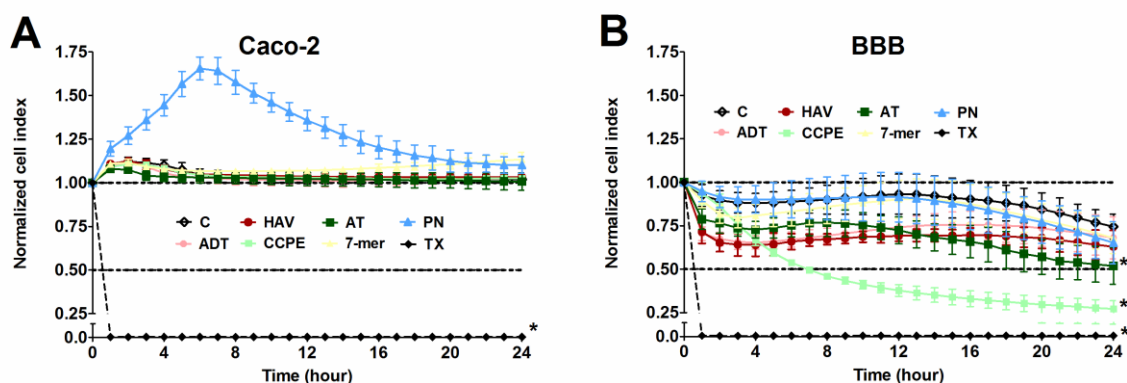 A
Caco-2
Normalized cell index
1.75
1.50
1.25
1.00
0.75
0.50
0.25
0.0
C HAV AT PN
ADT CCPE 7-mer TX
*
0 4 8 12 16 20 24
Time (hour)
B
BBB
Normalized cell index
1.75
1.50
1.25
1.00
0.75
0.50
0.25
0.0
C HAV AT PN
ADT CCPE 7-mer TX
*
*
*
0 4 8 12 16 20 24
Time (hour)